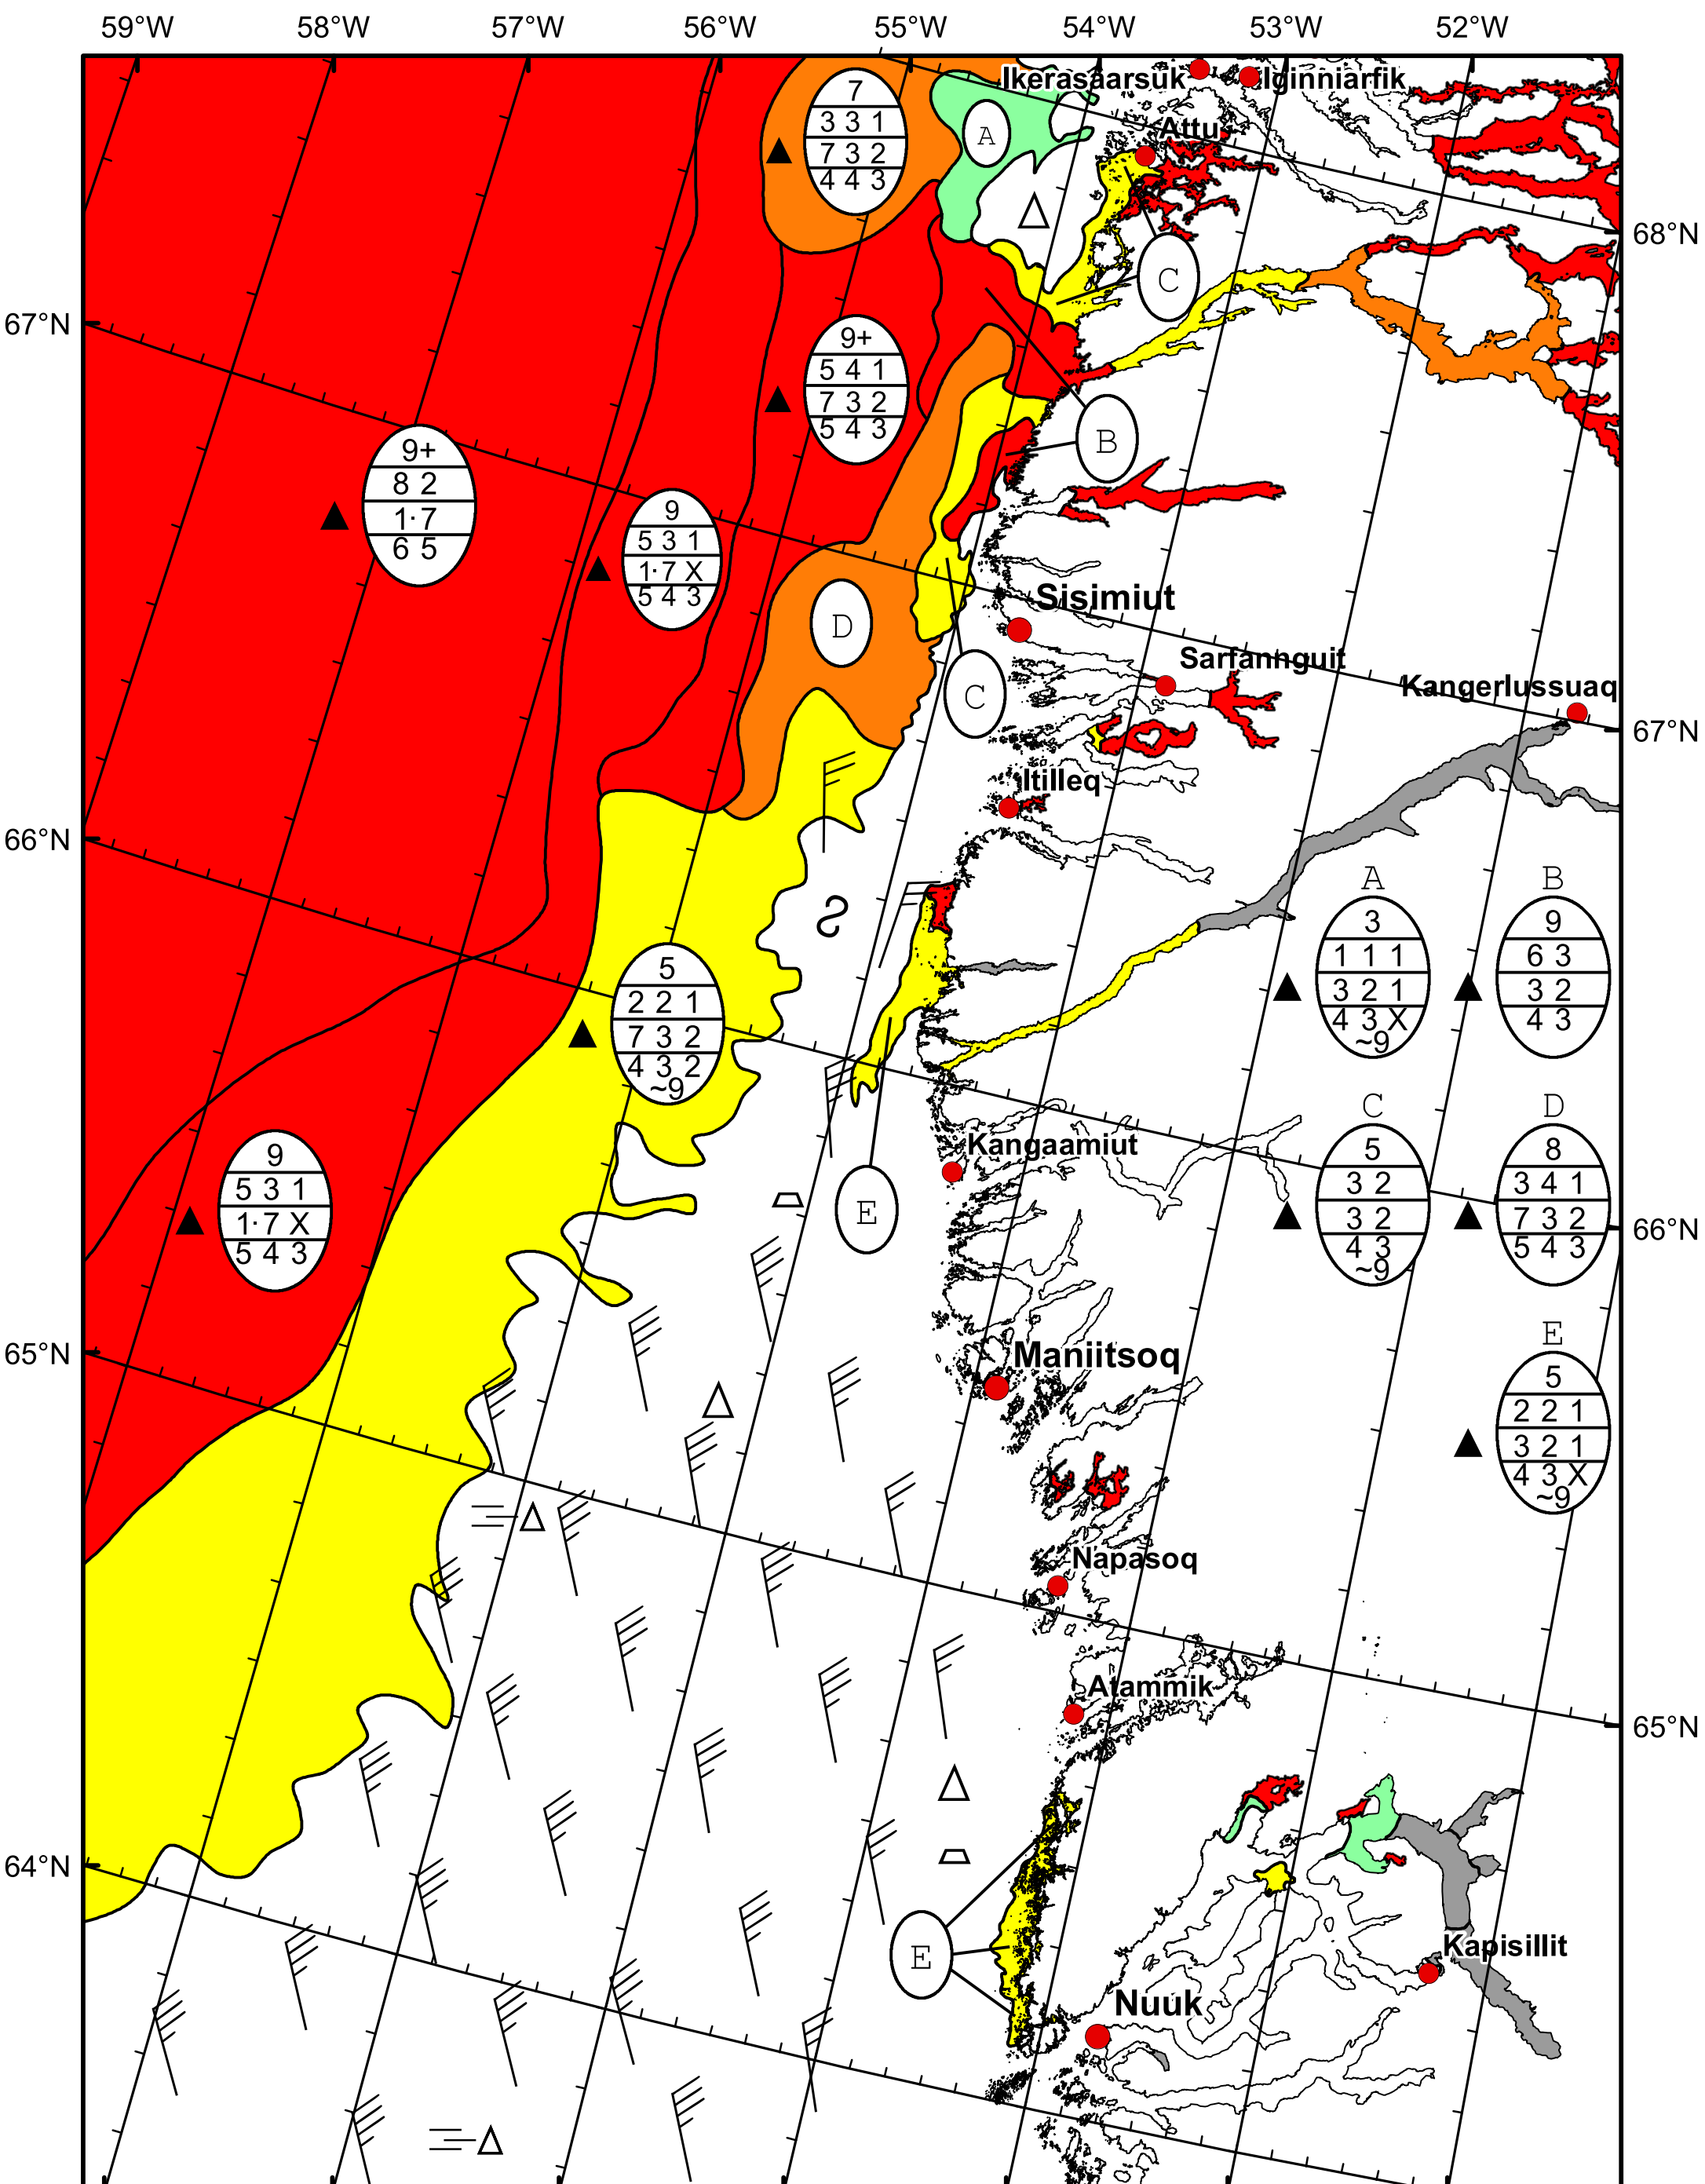 59°W 58°W 57°W 56°W 55°W 54°W 53°W 52°W
Ikerasaarsuk
Iginniarfik
7
3 3 1
7 3 2
4 4 3
A
Attu
68°N
C
67°N
9+
5 4 1
7 3 2
5 4 3
B
9+
8 2
1·7
6 5
9
5 3 1
1·7 X
5 4 3
D
Sisimiut
Sarfannguit
Kangerlussuaq
C
67°N
Itilleq
66°N
5
2 2 1
7 3 2
4 3 2
~9
A
3
1 1 1
3 2 1
4 3 X
~9
B
9
6 3
3 2
4 3
Kangaamiut
E
9
5 3 1
1·7 X
5 4 3
C
5
3 2
3 2
4 3
~9
D
8
3 4 1
7 3 2
5 4 3
66°N
65°N
Maniitsoq
E
5
2 2 1
3 2 1
4 3 X
~9
Napasoq
Atammik
65°N
64°N
E
Kapisillit
Nuuk